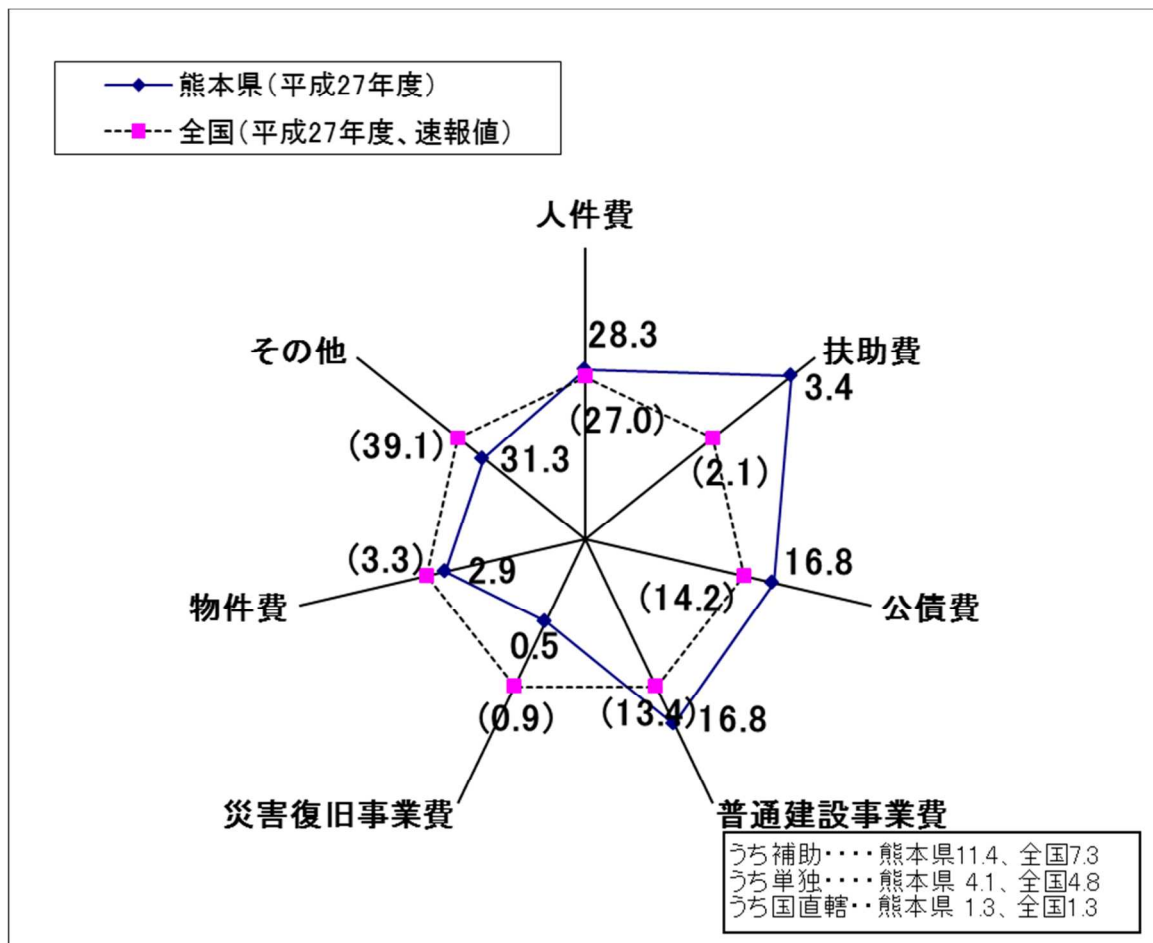 熊本県（平成27年度）
全国（平成27年度、速報値）
人件費
28.3
(27.0)
扶助費
3.4
(2.1)
その他
(39.1)
31.3
公債費
16.8
(14.2)
物件費
(3.3)
2.9
災害復旧事業費
0.5
(0.9)
普通建設事業費
(13.4)
16.8
うち補助・・・・熊本県11.4、全国7.3
うち単独・・・・熊本県 4.1、全国4.8
うち国直轄・・熊本県 1.3、全国1.3